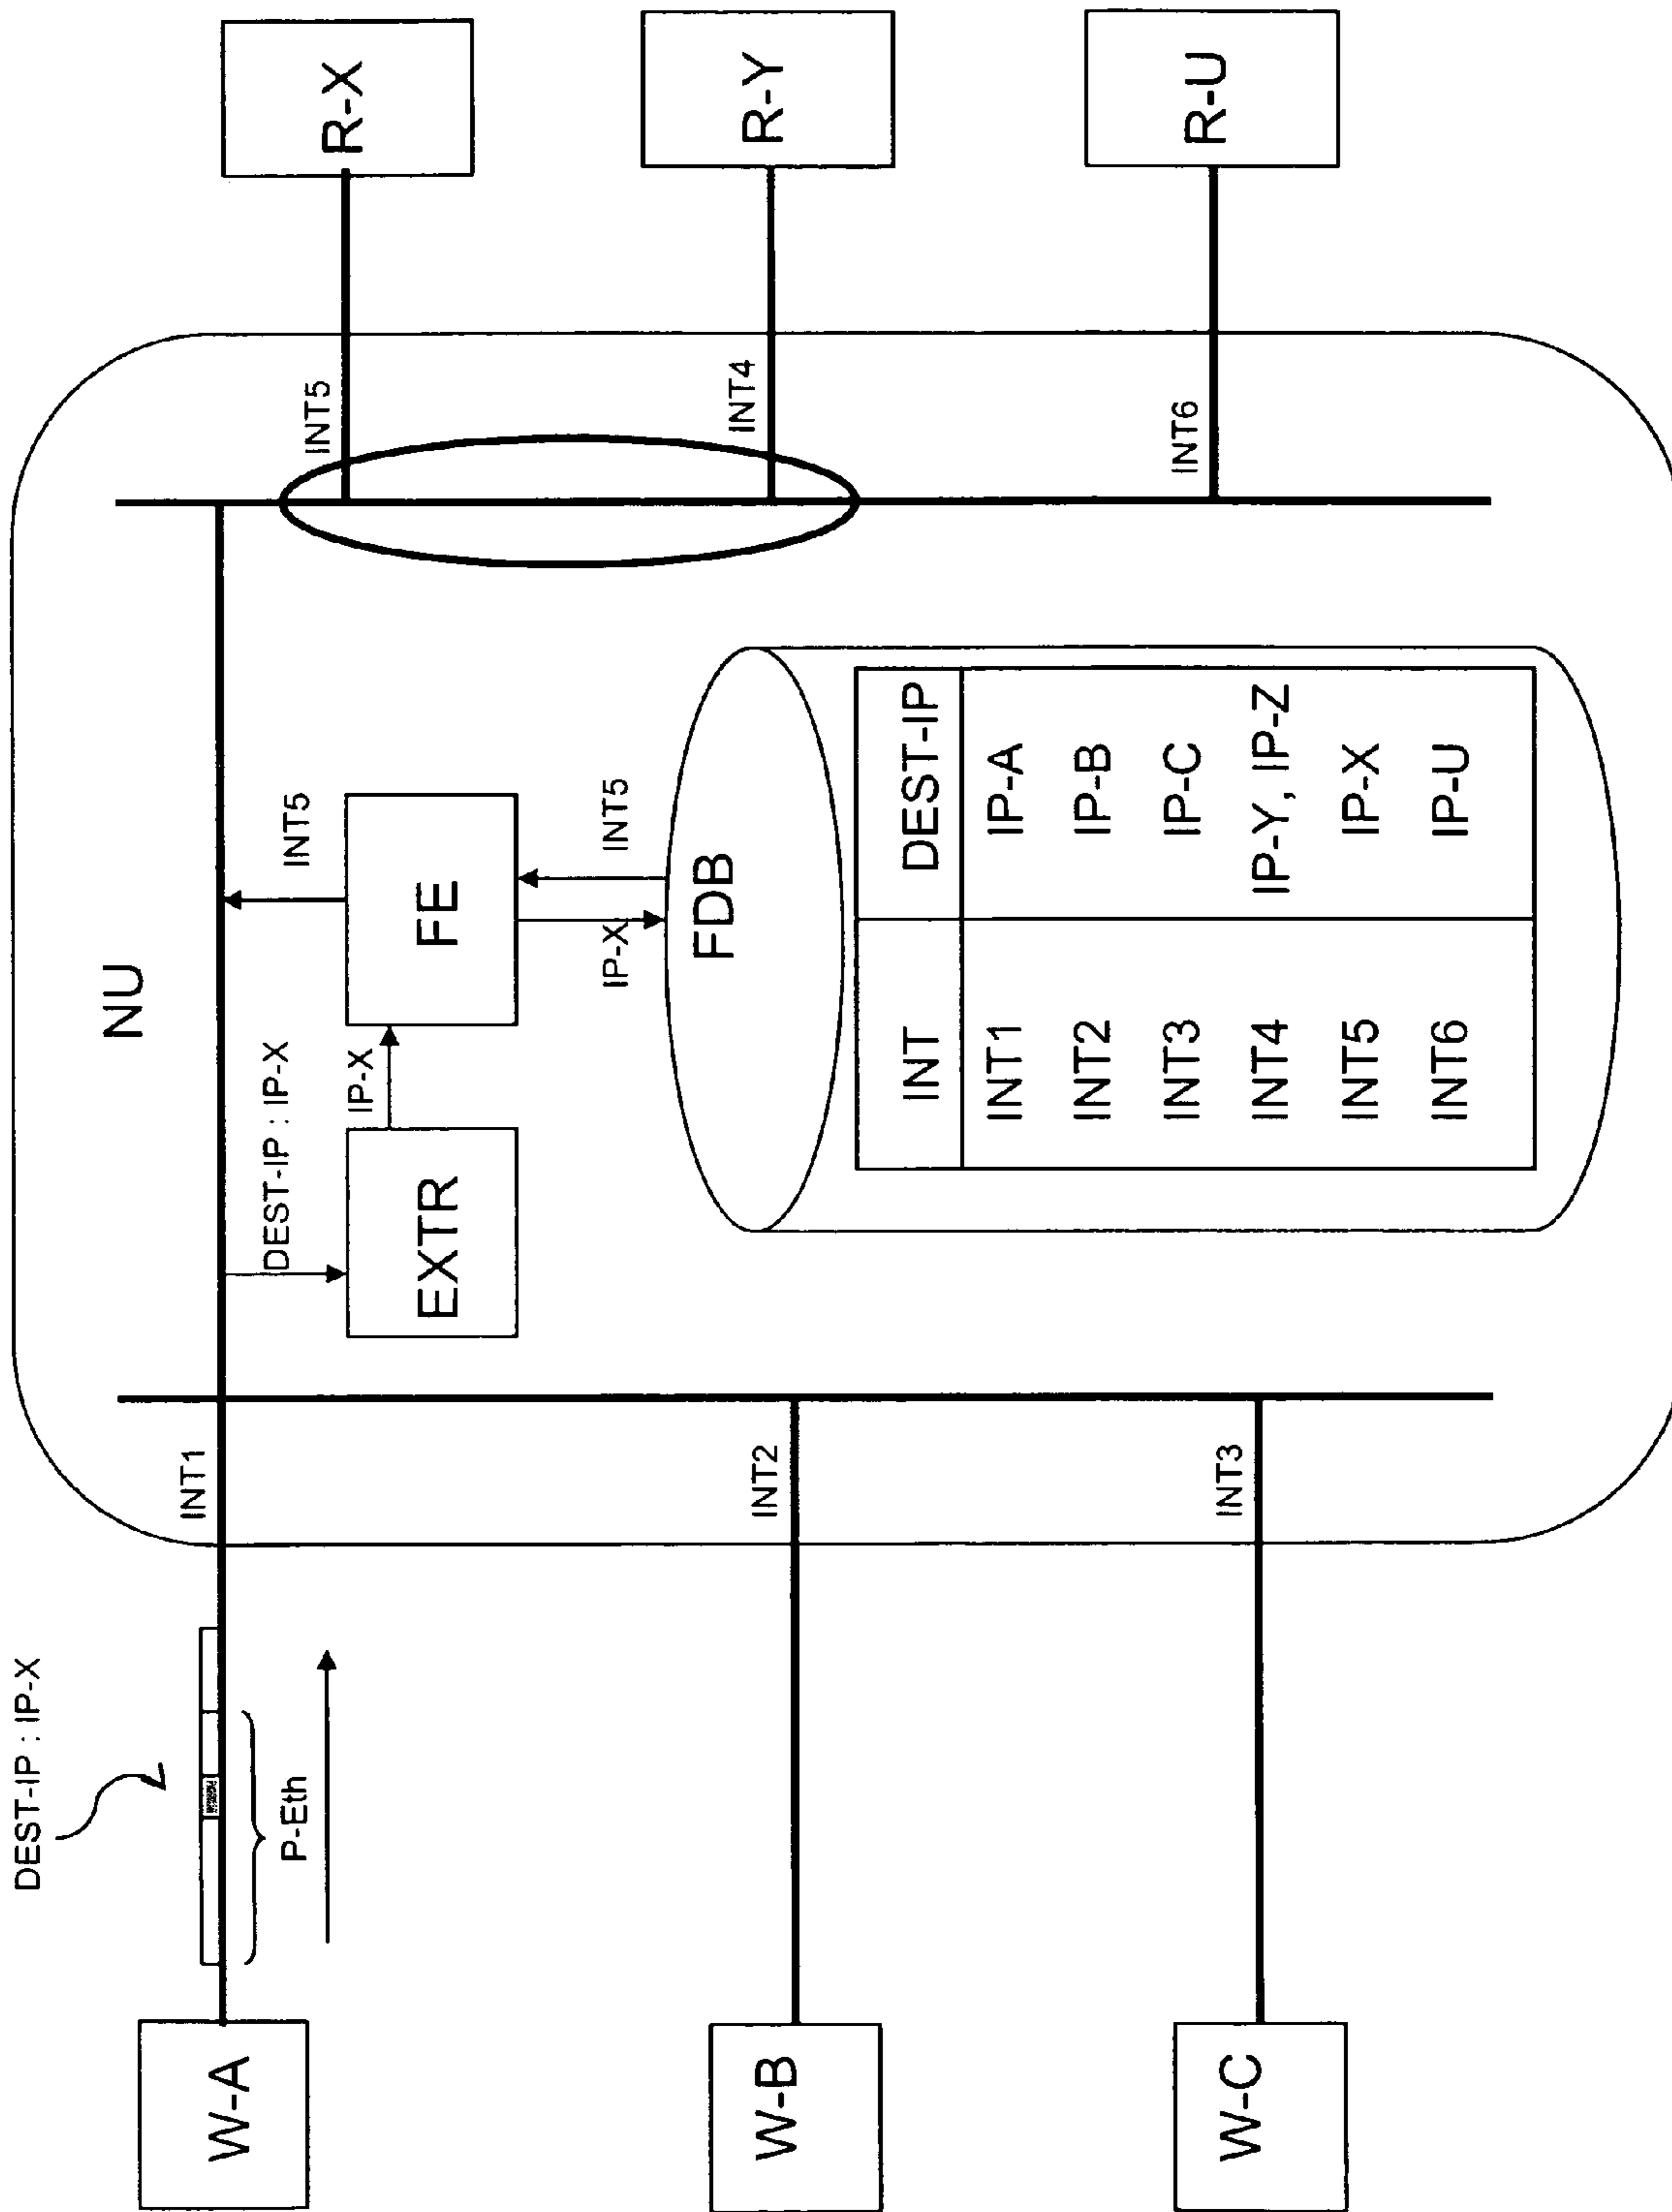 DEST-IP : IP-X
W-A
P-Eth
INT1
NU
DEST-IP : IP-X
EXTR
IP-X
FE
INT5
IP-X
INT5
FDB
INT DEST-IP
INT1 IP-A
INT2 IP-B
INT3 IP-C
INT4 IP-Y, IP-Z
INT5 IP-X
INT6 IP-U
W-B
INT2
W-C
INT3
INT5
R-X
INT4
R-Y
INT6
R-U